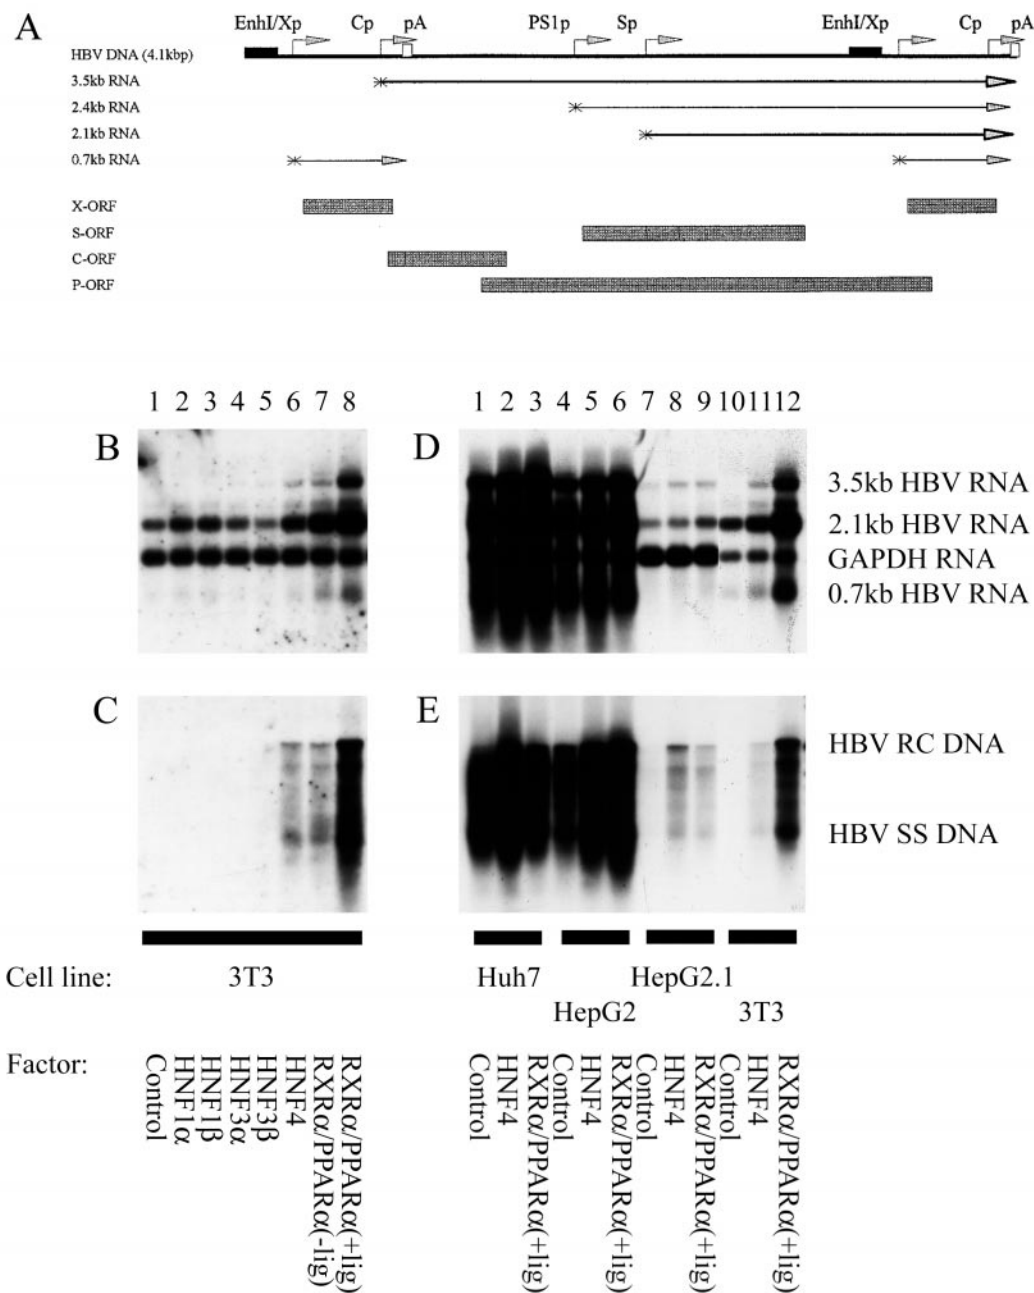 A
EnhI/Xp Cp pA PS1p Sp EnhI/Xp Cp pA
HBV DNA (4.1kbp)
3.5kb RNA
2.4kb RNA
2.1kb RNA
0.7kb RNA
X-ORF
S-ORF
C-ORF
P-ORF
1 2 3 4 5 6 7 8
B
1 2 3 4 5 6 7 8 9 10 11 12
D
3.5kb HBV RNA
2.1kb HBV RNA
GAPDH RNA
0.7kb HBV RNA
C
E
HBV RC DNA
HBV SS DNA
Cell line: 3T3 Huh7 HepG2.1
HepG2 3T3
Factor:
Control
HNF1α
HNF1β
HNF3α
HNF3β
HNF4
RXRα/PPARα(-lig)
RXRα/PPARα(+lig)
Control
HNF4
RXRα/PPARα(+lig)
Control
HNF4
RXRα/PPARα(+lig)
Control
HNF4
RXRα/PPARα(+lig)
Control
HNF4
RXRα/PPARα(+lig)